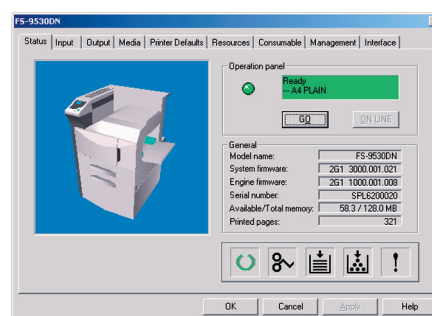 FS-9530DN
Status Input Output Media Printer Defaults Resources Consumable Management Interface
Operation panel
Ready
--- A4 PLAIN
GO ON LINE
General
Model name: FS-9530DN
System firmware: 2G1 3000.001.021
Engine firmware: 2G1 1000.001.008
Serial number: SPL6200020
Available/Total memory: 58.3 / 128.0 MB
Printed pages: 321
OK Cancel Apply Help